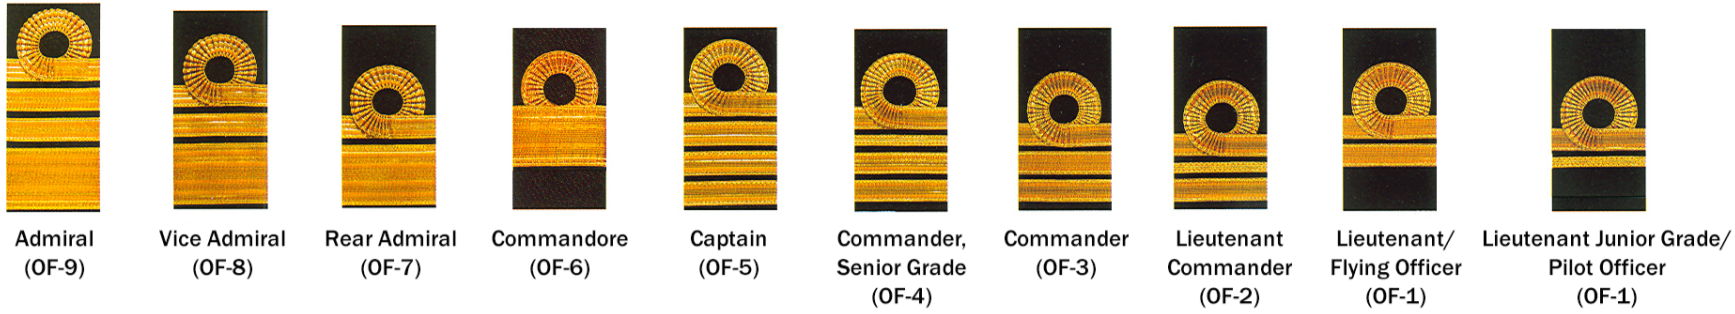 Admiral
(OF-9)
Vice Admiral
(OF-8)
Rear Admiral
(OF-7)
Commandore
(OF-6)
Captain
(OF-5)
Commander,
Senior Grade
(OF-4)
Commander
(OF-3)
Lieutenant
Commander
(OF-2)
Lieutenant/
Flying Officer
(OF-1)
Lieutenant Junior Grade/
Pilot Officer
(OF-1)